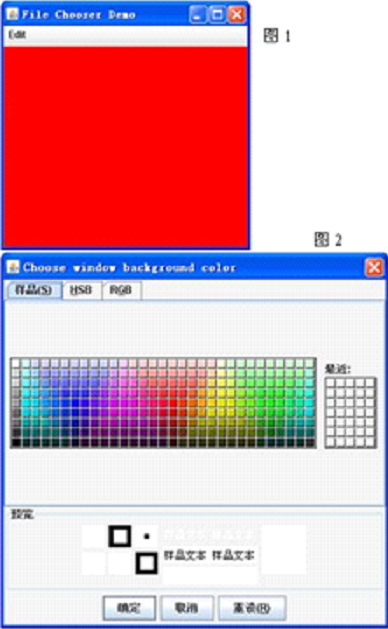 File Chooser Demo
Edit
图 1
图 2
Choose window background color
样品(S) HSB RGB
最近:
预览
样品文本 样品文本
样品文本 样品文本
确定 取消 重设(R)